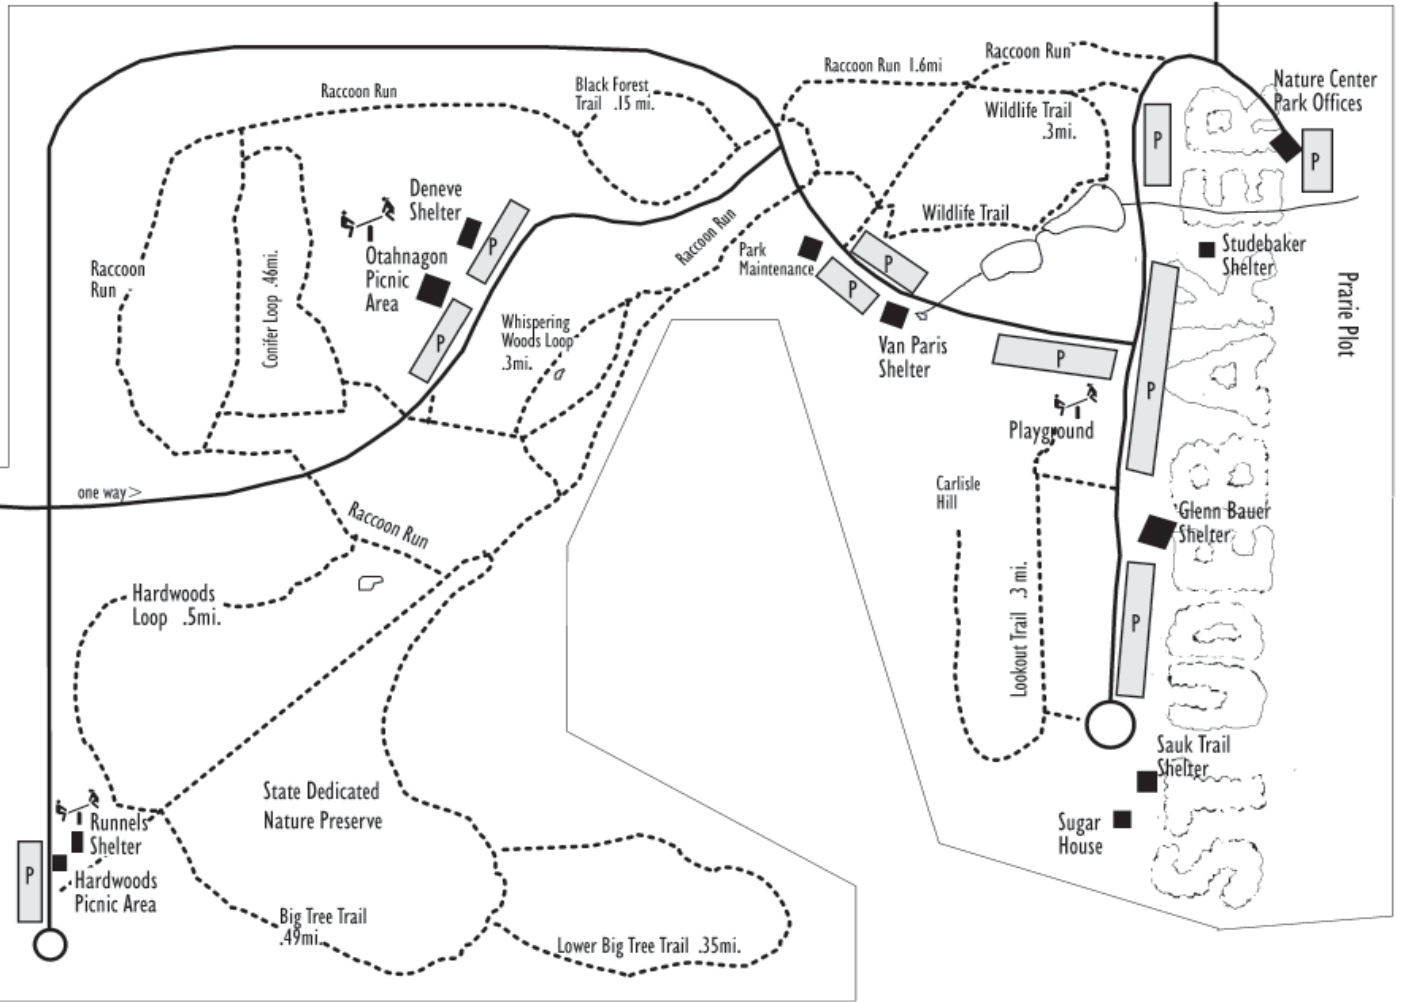 Raccoon Run
Raccoon Run 1.6mi
Nature Center
Park Offices
Black Forest
Trail .15 mi.
Raccoon Run
Wildlife Trail
.3mi.
P
P
Deneve
Shelter
P
Otahnagon
Picnic
Area
P
Raccoon
Run
Conifer Loop .46mi.
Raccoon Run
Wildlife Trail
Park
Maintenance
P
P
Studebaker
Shelter
Prarie Plot
Whispering
Woods Loop
.3mi.
Van Paris
Shelter
P
P
Playground
one way>
Raccoon Run
Carlisle
Hill
Glenn Bauer
Shelter
Hardwoods
Loop .5mi.
Lookout Trail .3 mi.
P
STUDEBAKER
State Dedicated
Nature Preserve
Sauk Trail
Shelter
Sugar
House
Runnels
Shelter
P
Hardwoods
Picnic Area
Big Tree Trail
.49mi.
Lower Big Tree Trail .35mi.